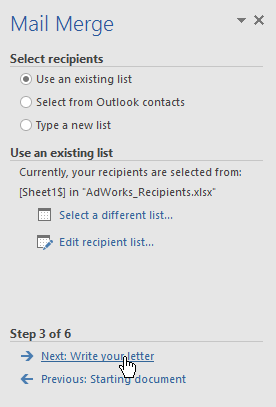 Mail Merge
Select recipients
Use an existing list
Select from Outlook contacts
Type a new list
Use an existing list
Currently, your recipients are selected from:
[Sheet1$] in "AdWorks_Recipients.xlsx"
Select a different list...
Edit recipient list...
Step 3 of 6
Next: Write your letter
Previous: Starting document